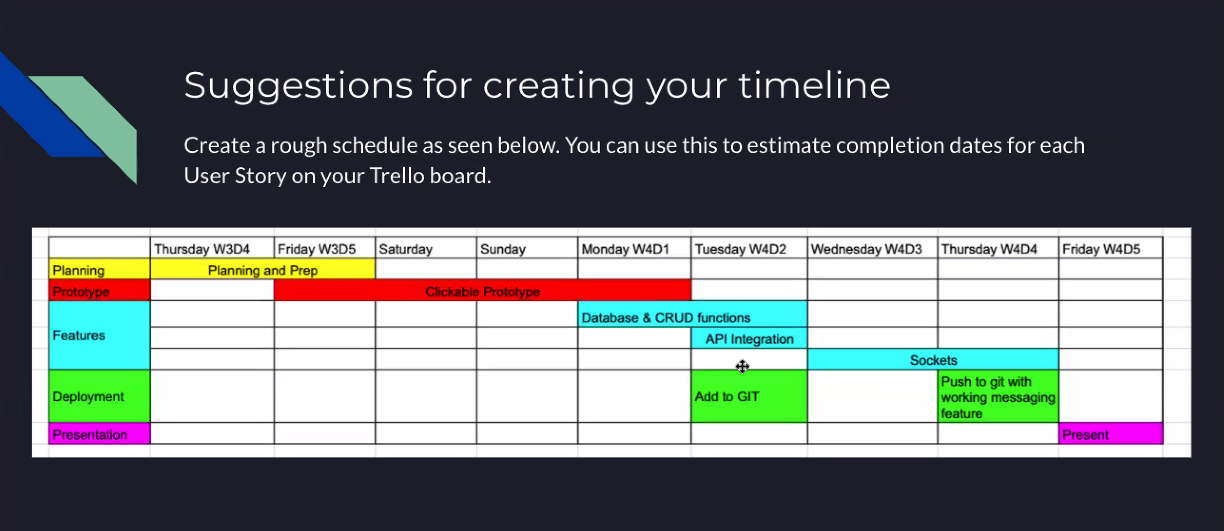 Suggestions for creating your timeline
Create a rough schedule as seen below. You can use this to estimate completion dates for each
User Story on your Trello board.
Thursday W3D4 Friday W3D5 Saturday Sunday Monday W4D1 Tuesday W4D2 Wednesday W4D3 Thursday W4D4 Friday W4D5
Planning Planning and Prep
Prototype Clickable Prototype
Features
Database & CRUD functions
API Integration
Sockets
Deployment
Add to GIT
Push to git with
working messaging
feature
Presentation Present